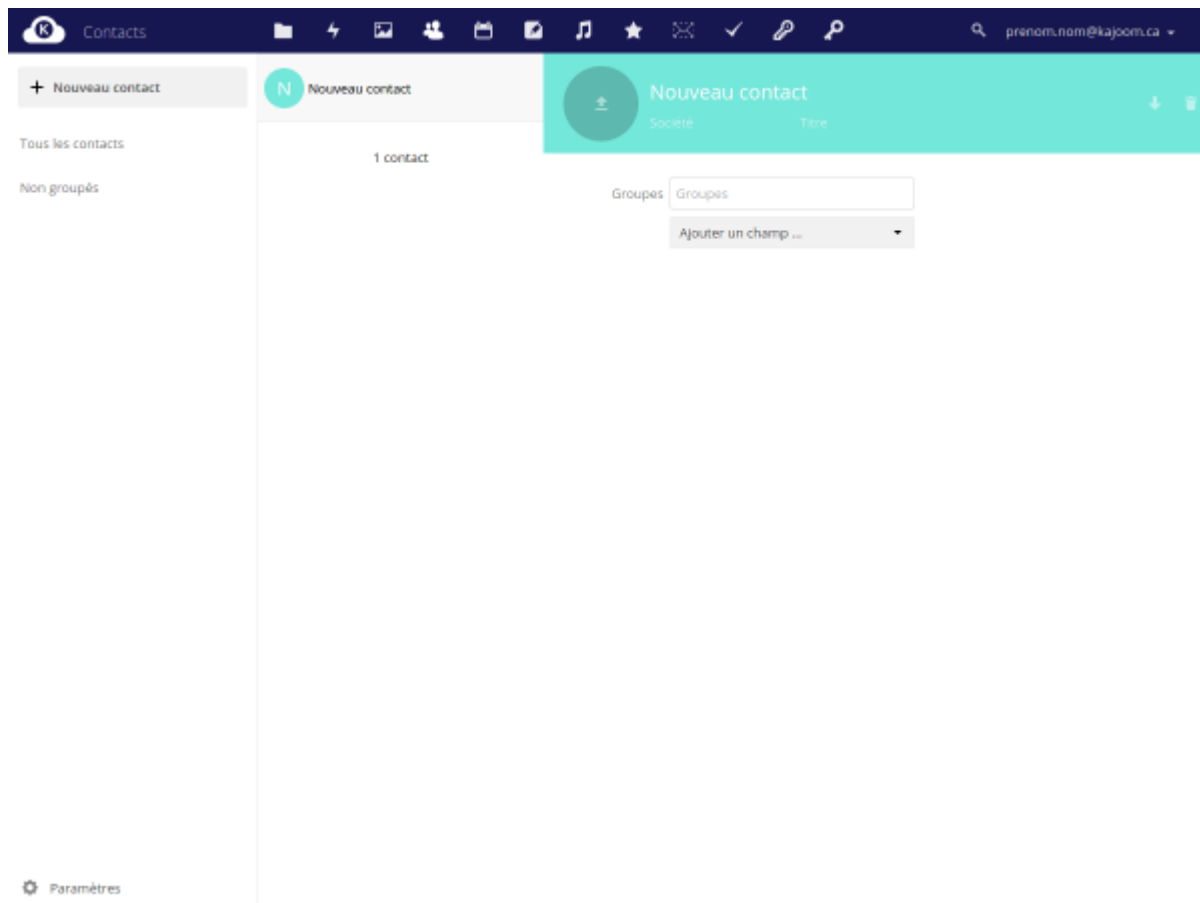 K
Contacts
prenom.nom@kajoom.ca
Nouveau contact
Tous les contacts
Non groupés
Paramètres
N
Nouveau contact
1 contact
Nouveau contact
Société
Titre
Groupes
Groupes
Ajouter un champ ...